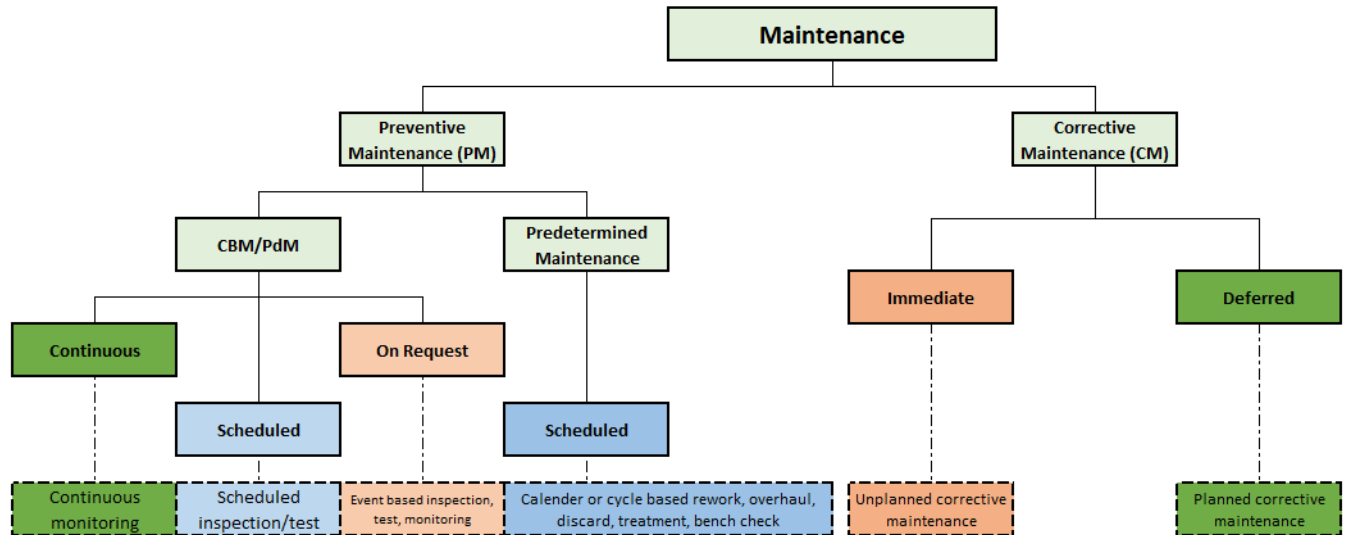 Maintenance
Preventive
Maintenance (PM)
Corrective
Maintenance (CM)
CBM/PdM
Predetermined
Maintenance
Immediate
Deferred
Continuous
On Request
Scheduled
Scheduled
Continuous
monitoring
Scheduled
inspection/test
Event based inspection,
test, monitoring
Calender or cycle based rework, overhaul,
discard, treatment, bench check
Unplanned corrective
maintenance
Planned corrective
maintenance